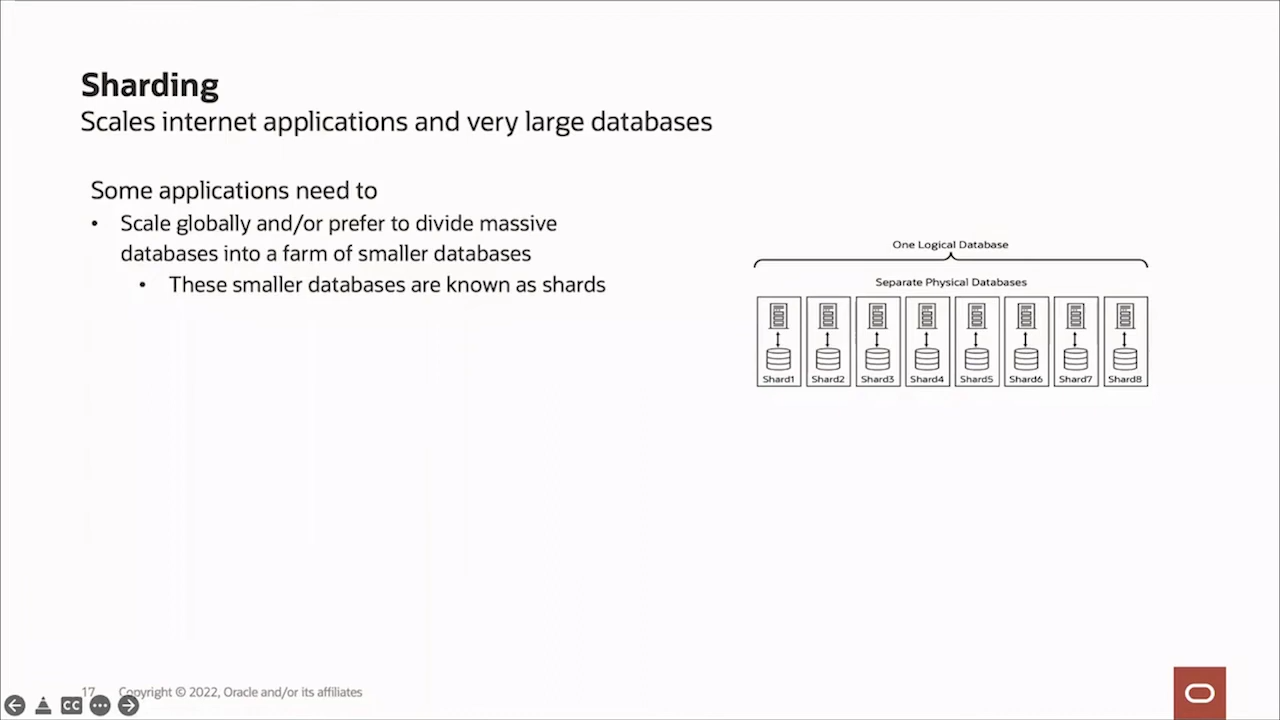 Sharding
Scales internet applications and very large databases
Some applications need to
• Scale globally and/or prefer to divide massive
databases into a farm of smaller databases
• These smaller databases are known as shards
One Logical Database
Separate Physical Databases
Shard1 Shard2 Shard3 Shard4 Shard5 Shard6 Shard7 Shard8
17 Copyright © 2022, Oracle and/or its affiliates
CC